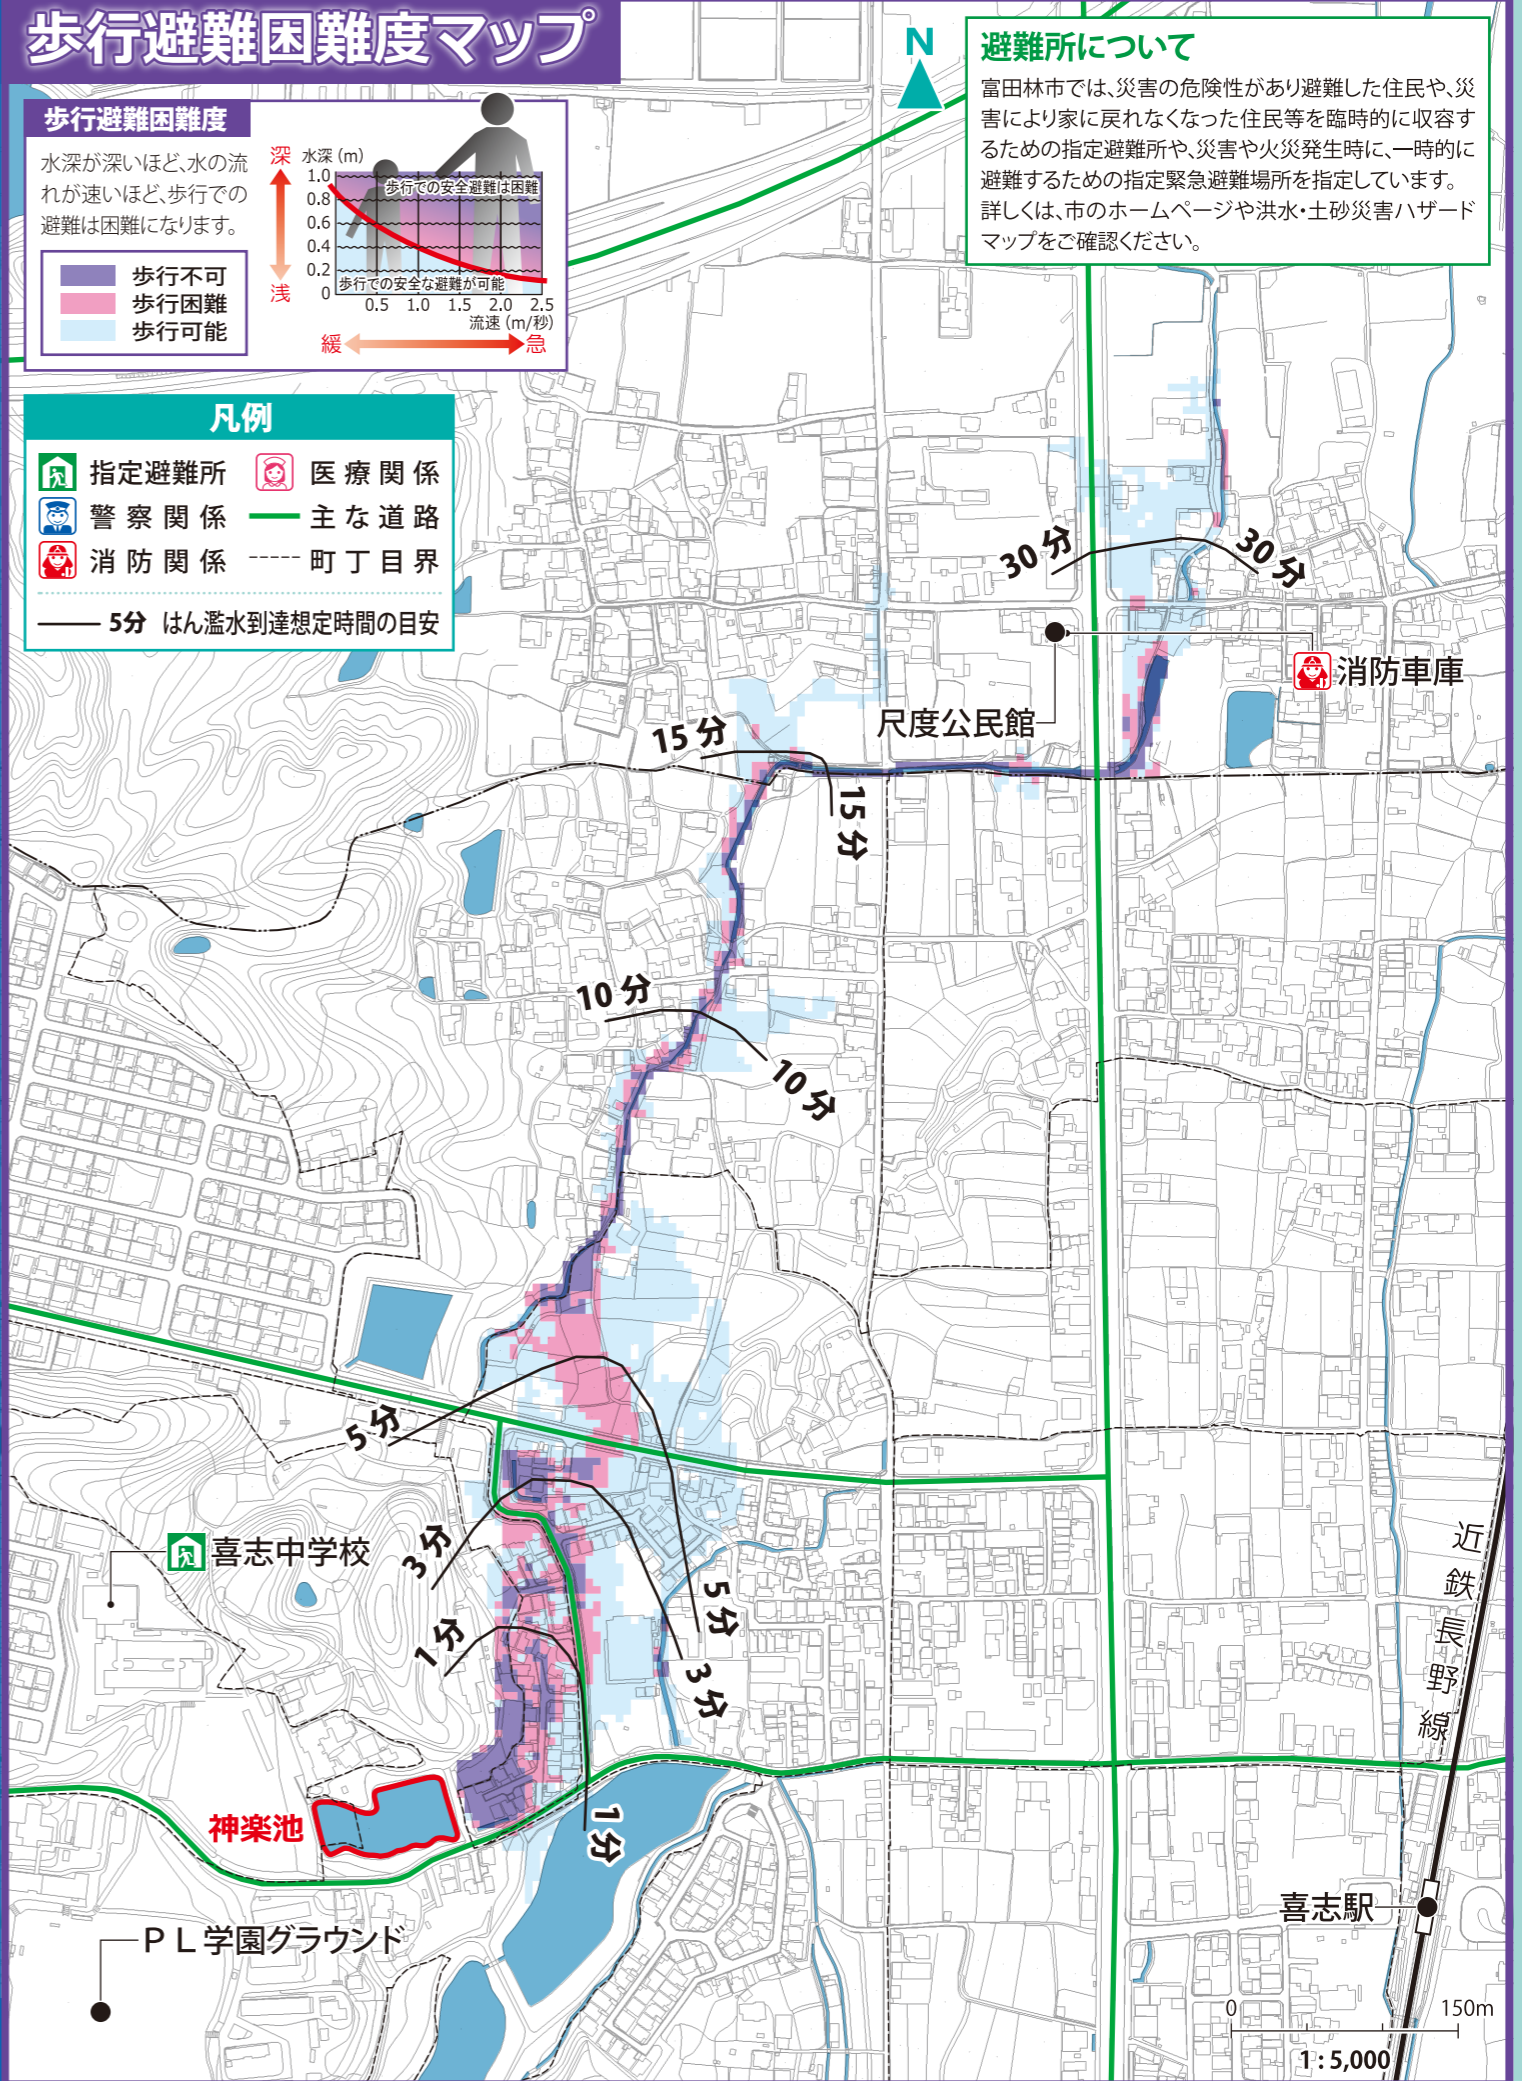 歩行避難困難度マップ
歩行避難困難度
水深が深いほど、水の流
れが速いほど、歩行での
避難は困難になります。
歩行不可
歩行困難
歩行可能
深
浅
水深（m）
1.0
0.8
0.6
0.4
0.2
0
歩行での安全避難は困難
歩行での安全な避難が可能
0.5 1.0 1.5 2.0 2.5
流速（m/秒）
緩
急
N
避難所について
富田林市では、災害の危険性があり避難した住民や、災
害により家に戻れなくなった住民等を臨時的に収容す
るための指定避難所や、災害や火災発生時に、一時的に
避難するための指定緊急避難場所を指定しています。
詳しくは、市のホームページや洪水・土砂災害ハザード
マップをご確認ください。
凡例
指定避難所
医療関係
警察関係
主な道路
消防関係
町丁目界
5分 はん濫水到達想定時間の目安
30分
30分
消防車庫
尺度公民館
15分
15分
10分
10分
5分
3分
喜志中学校
1分
5分
3分
近鉄長野線
神楽池
1分
ＰＬ学園グラウンド
喜志駅
0 150m
1：5,000